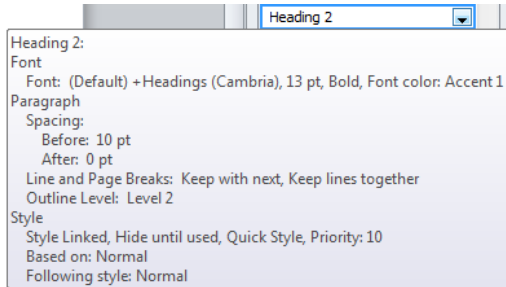 Heading 2
Heading 2:
Font
Font: (Default) +Headings (Cambria), 13 pt, Bold, Font color: Accent 1
Paragraph
Spacing:
Before: 10 pt
After: 0 pt
Line and Page Breaks: Keep with next, Keep lines together
Outline Level: Level 2
Style
Style Linked, Hide until used, Quick Style, Priority: 10
Based on: Normal
Following style: Normal